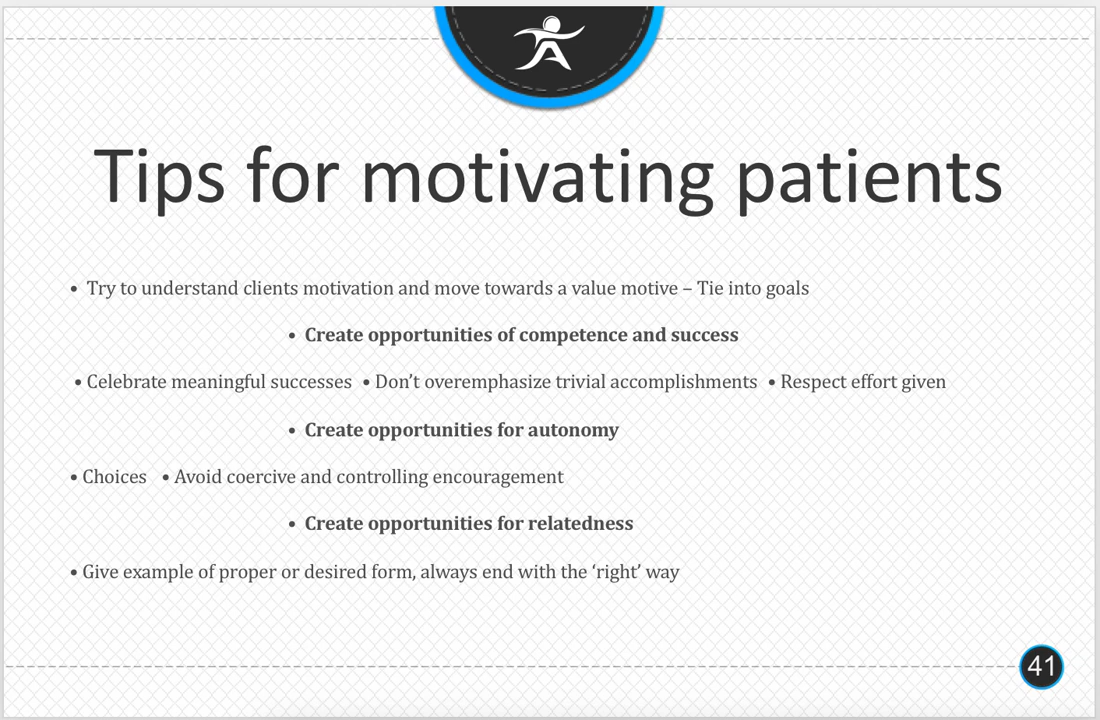 Tips for motivating patients
• Try to understand clients motivation and move towards a value motive – Tie into goals
• Create opportunities of competence and success
• Celebrate meaningful successes • Don’t overemphasize trivial accomplishments • Respect effort given
• Create opportunities for autonomy
• Choices • Avoid coercive and controlling encouragement
• Create opportunities for relatedness
• Give example of proper or desired form, always end with the ‘right’ way
41